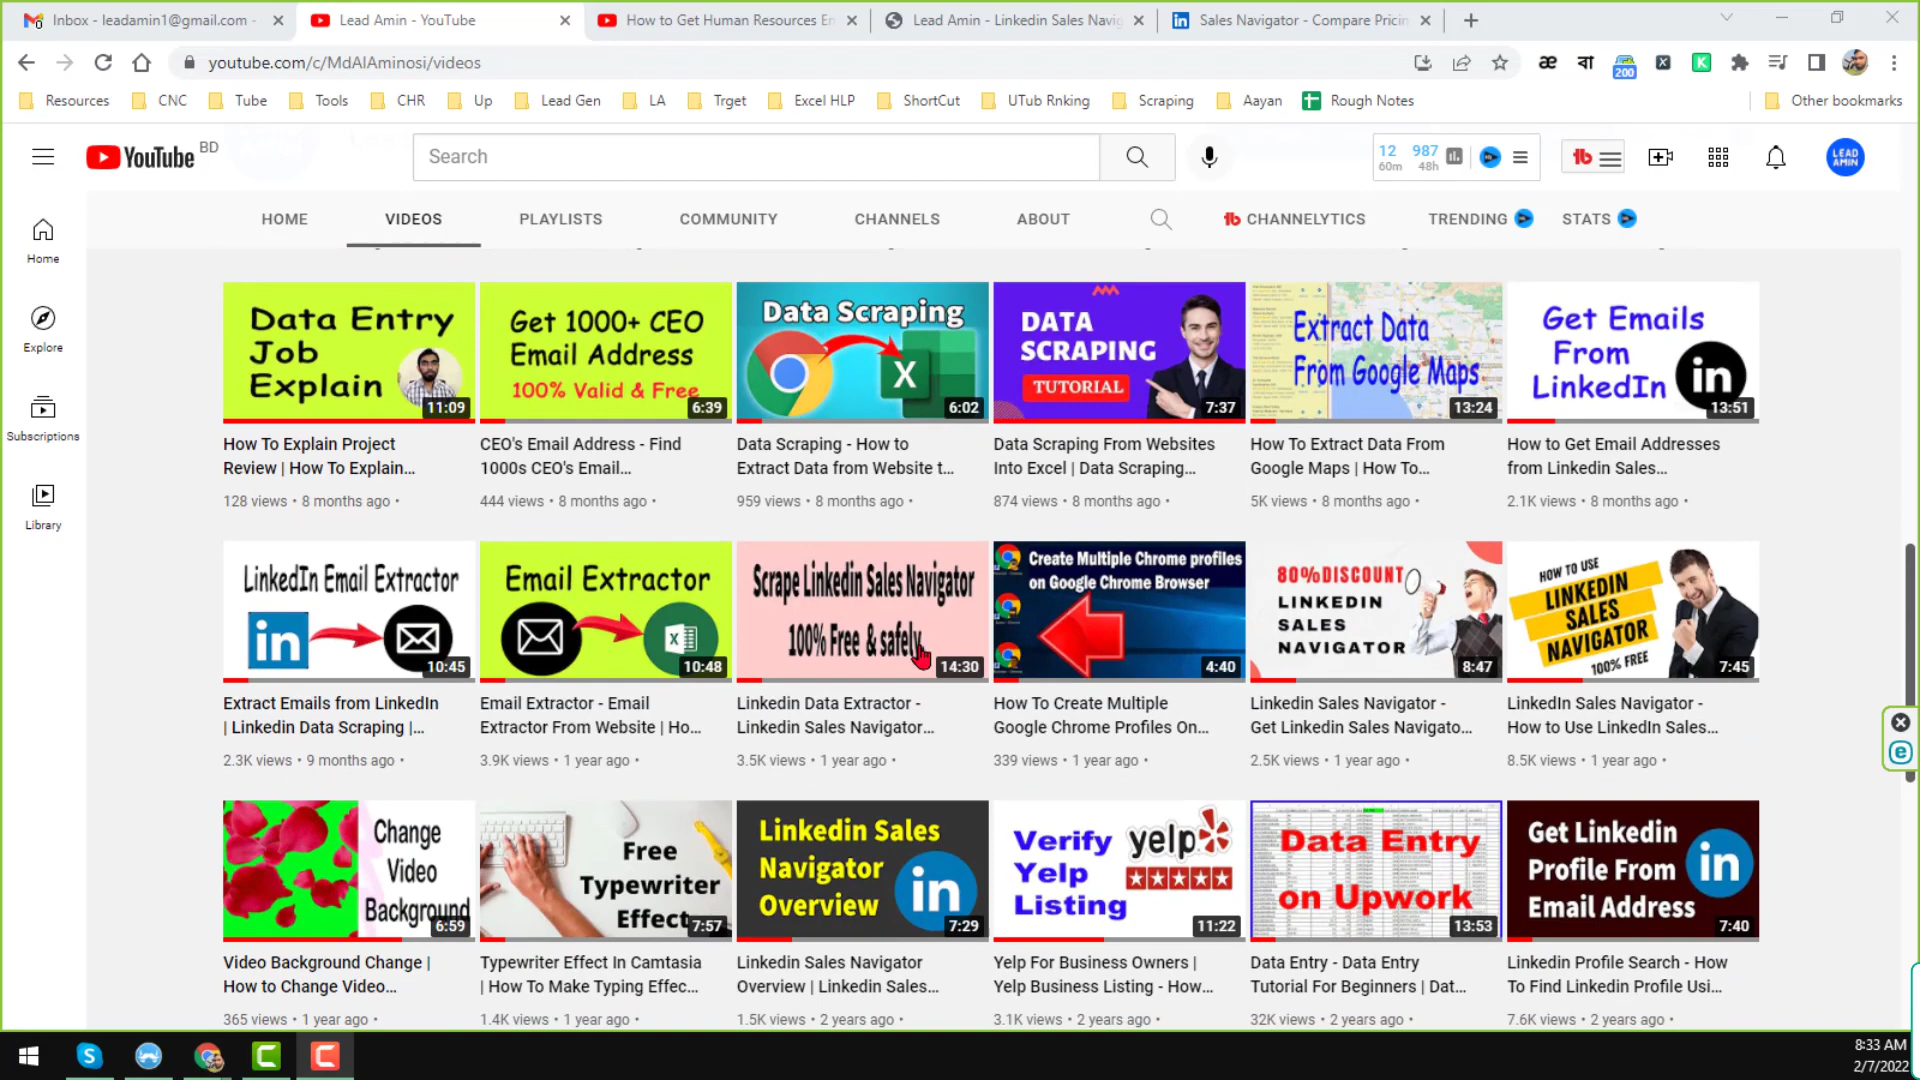 Inbox - leadamin1@gmail.com -
Lead Amin - YouTube
How to Get Human Resources En
Lead Amin - Linkedin Sales Navig
Sales Navigator - Compare Pricin
youtube.com/c/MdAlAminosi/videos
æ
বা
200
Resources
CNC
Tube
Tools
CHR
Up
Lead Gen
LA
Trget
Excel HLP
ShortCut
UTub Rnking
Scraping
Aayan
Rough Notes
Other bookmarks
YouTube BD
Search
12 987
60m 48h
LEAD
AMIN
HOME
VIDEOS
PLAYLISTS
COMMUNITY
CHANNELS
ABOUT
CHANNELYTICS
TRENDING
STATS
Home
Explore
Subscriptions
Library
Data Entry
Job
Explain
11:09
Get 1000+ CEO
Email Address
100% Valid & Free
6:39
Data Scraping
X
6:02
DATA
SCRAPING
TUTORIAL
7:37
Extract Data
From Google Maps
13:24
Get Emails
From
LinkedIn
in
13:51
How To Explain Project
Review | How To Explain...
128 views • 8 months ago •
CEO's Email Address - Find
1000s CEO's Email...
444 views • 8 months ago •
Data Scraping - How to
Extract Data from Website t...
959 views • 8 months ago •
Data Scraping From Websites
Into Excel | Data Scraping...
874 views • 8 months ago •
How To Extract Data From
Google Maps | How To...
5K views • 8 months ago •
How to Get Email Addresses
from Linkedin Sales...
2.1K views • 8 months ago •
LinkedIn Email Extractor
in
10:45
Email Extractor
10:48
Scrape Linkedin Sales Navigator
100% Free & safely
14:30
Create Multiple Chrome profiles
on Google Chrome Browser
4:40
80%DISCOUNT
LINKEDIN
SALES
NAVIGATOR
8:47
HOW TO USE
LINKEDIN
SALES
NAVIGATOR
100% FREE
7:45
Extract Emails from LinkedIn
| Linkedin Data Scraping |...
2.3K views • 9 months ago •
Email Extractor - Email
Extractor From Website | Ho...
3.9K views • 1 year ago •
Linkedin Data Extractor -
Linkedin Sales Navigator...
3.5K views • 1 year ago •
How To Create Multiple
Google Chrome Profiles On...
339 views • 1 year ago •
Linkedin Sales Navigator -
Get Linkedin Sales Navigato...
2.5K views • 1 year ago •
LinkedIn Sales Navigator -
How to Use LinkedIn Sales...
8.5K views • 1 year ago •
Change
Video
Background
6:59
Free
Typewriter
Effect
7:57
Linkedin Sales
Navigator
Overview
in
7:29
Verify
Yelp
Listing
yelp
11:22
Data Entry
on Upwork
13:53
Get Linkedin
Profile From
Email Address
in
7:40
Video Background Change |
How to Change Video...
365 views • 1 year ago •
Typewriter Effect In Camtasia
| How To Make Typing Effec...
1.4K views • 1 year ago •
Linkedin Sales Navigator
Overview | Linkedin Sales...
1.5K views • 2 years ago •
Yelp For Business Owners |
Yelp Business Listing - How...
3.1K views • 2 years ago •
Data Entry - Data Entry
Tutorial For Beginners | Dat...
32K views • 2 years ago •
Linkedin Profile Search - How
To Find Linkedin Profile Usi...
7.6K views • 2 years ago •
8:33 AM
2/7/2022